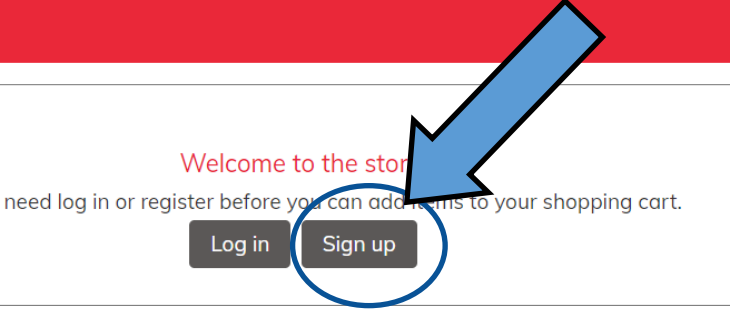 Welcome to the stor
need log in or register before you can add items to your shopping cart.
Log in Sign up